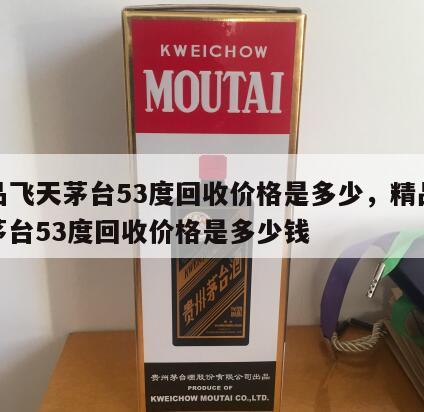 KWEICHOW
MOUTAI
品飞天茅台53度回收价格是多少，精品
茅台53度回收价格是多少钱
贵州茅台酒
贵州茅台酒股份有限公司出品
PRODUCE OF
KWEICHOW MOUTAI CO.,LTD.